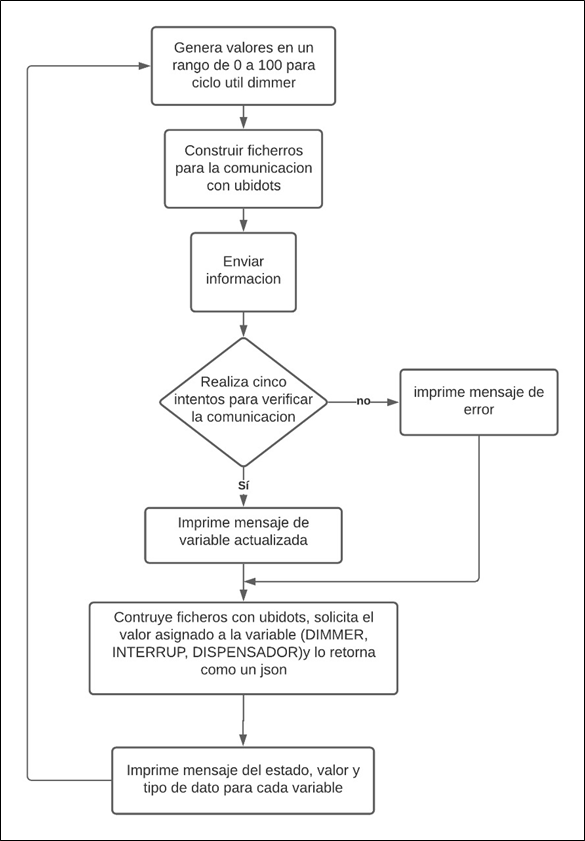 Genera valores en un
rango de 0 a 100 para
ciclo util dimmer
Construir ficherros
para la comunicacion
con ubidots
Enviar
informacion
Realiza cinco
intentos para verificar
la comunicacion
no
imprime mensaje de
error
Sí
Imprime mensaje de
variable actualizada
Contruye ficheros con ubidots, solicita el
valor asignado a la variable (DIMMER,
INTERRUP, DISPENSADOR)y lo retorna
como un json
Imprime mensaje del estado, valor y
tipo de dato para cada variable